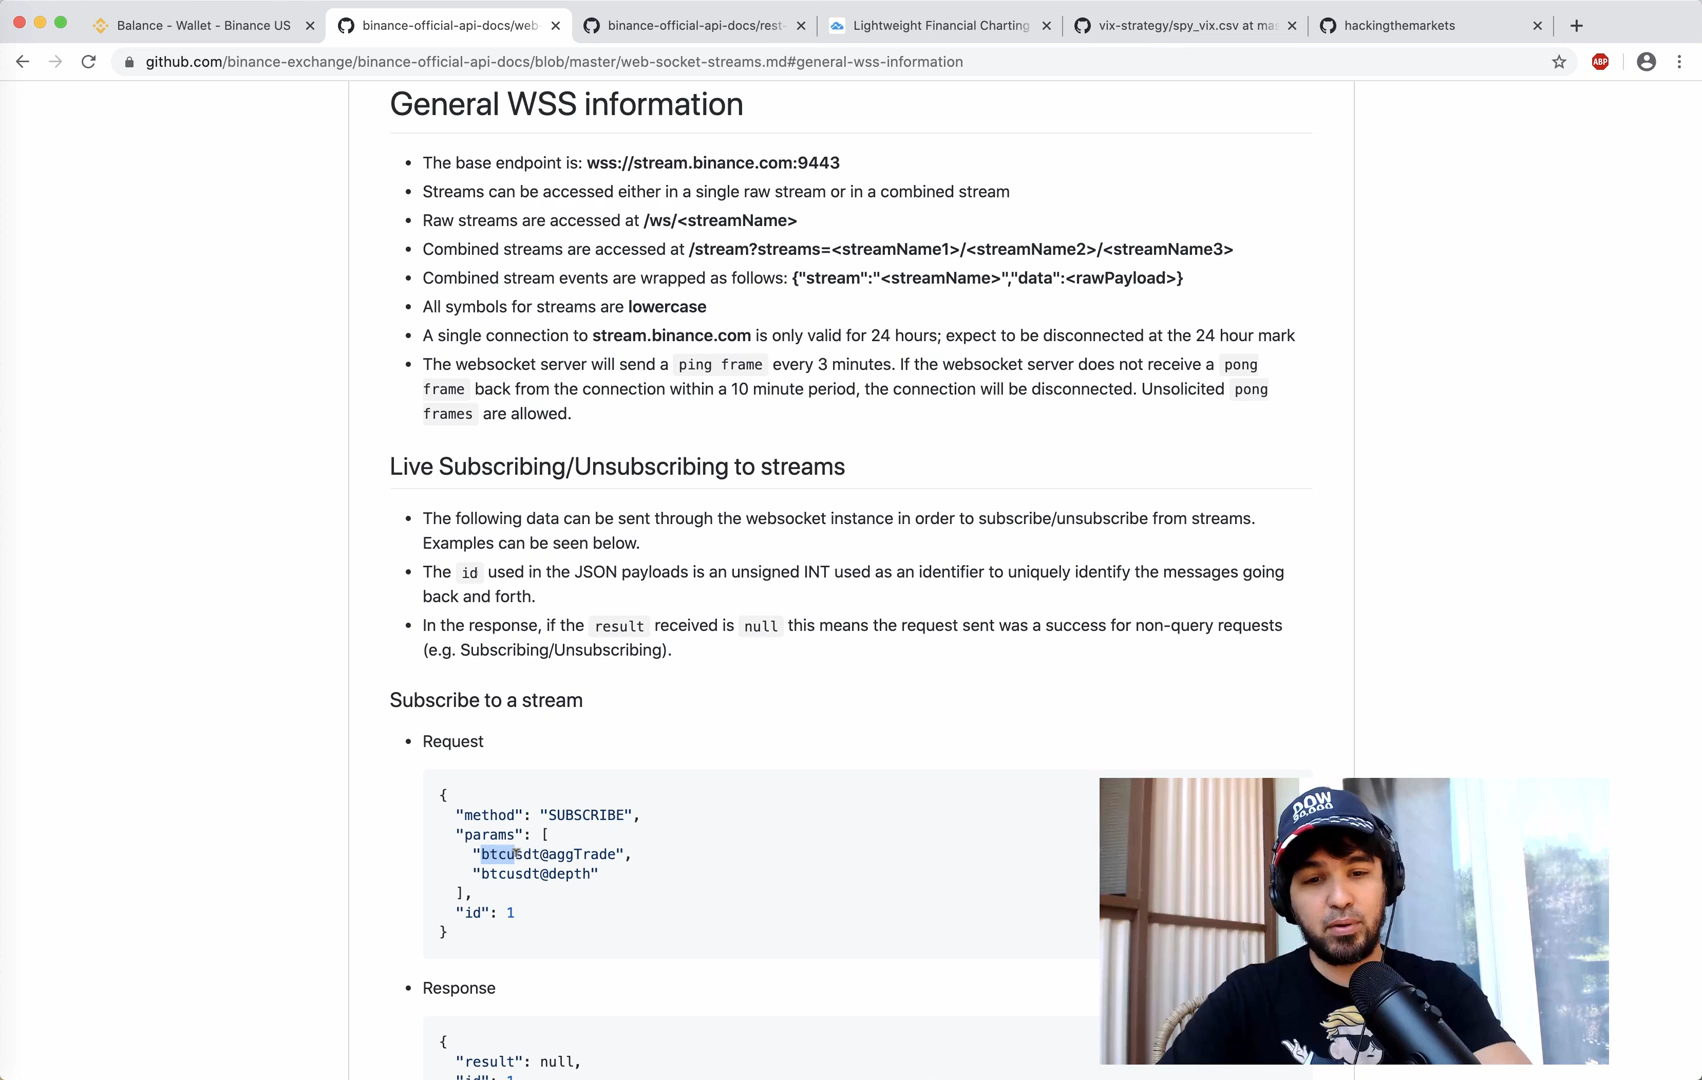 Balance - Wallet - Binance US
binance-official-api-docs/web-
binance-official-api-docs/rest-
Lightweight Financial Charting
vix-strategy/spy_vix.csv at mas
hackingthemarkets
github.com/binance-exchange/binance-official-api-docs/blob/master/web-socket-streams.md#general-wss-information
ABP
General WSS information
• The base endpoint is: wss://stream.binance.com:9443
• Streams can be accessed either in a single raw stream or in a combined stream
• Raw streams are accessed at /ws/<streamName>
• Combined streams are accessed at /stream?streams=<streamName1>/<streamName2>/<streamName3>
• Combined stream events are wrapped as follows: {"stream":"<streamName>","data":<rawPayload>}
• All symbols for streams are lowercase
• A single connection to stream.binance.com is only valid for 24 hours; expect to be disconnected at the 24 hour mark
• The websocket server will send a ping frame every 3 minutes. If the websocket server does not receive a pong
frame back from the connection within a 10 minute period, the connection will be disconnected. Unsolicited pong
frames are allowed.
Live Subscribing/Unsubscribing to streams
• The following data can be sent through the websocket instance in order to subscribe/unsubscribe from streams.
Examples can be seen below.
• The id used in the JSON payloads is an unsigned INT used as an identifier to uniquely identify the messages going
back and forth.
• In the response, if the result received is null this means the request sent was a success for non-query requests
(e.g. Subscribing/Unsubscribing).
Subscribe to a stream
• Request
{
"method": "SUBSCRIBE",
"params": [
"btcusdt@aggTrade",
"btcusdt@depth"
],
"id": 1
}
• Response
{
"result": null,
"id": 1
DOW